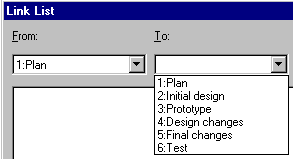 Link List
From: To:
1:Plan
1:Plan
2:Initial design
3:Prototype
4:Design changes
5:Final changes
6:Test